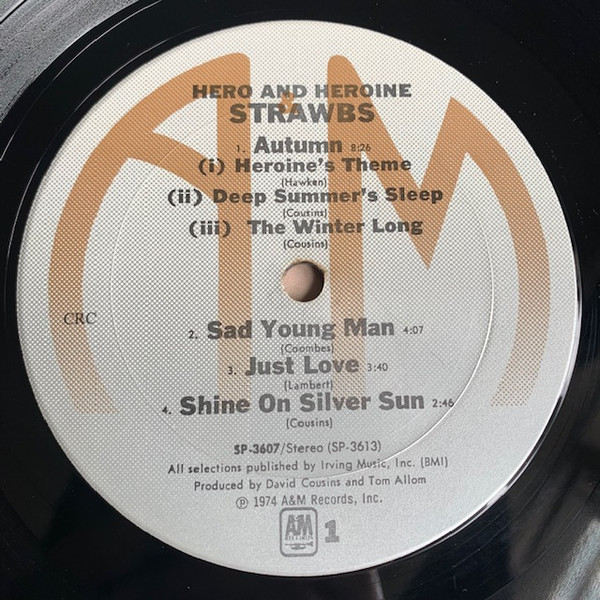 HERO AND HEROINE
STRAWBS
1. Autumn 8:26
(i) Heroine's Theme
(Hawken)
(ii) Deep Summer's Sleep
(Cousins)
(iii) The Winter Long
(Cousins)
CRC
2. Sad Young Man 4:07
(Coombes)
3. Just Love 3:40
(Lambert)
4. Shine On Silver Sun 2:46
(Cousins)
SP-3607/Stereo (SP-3613)
All selections published by Irving Music, Inc. (BMI)
Produced by David Cousins and Tom Allom
℗ 1974 A&M Records, Inc.
A&M
RECORDS
1